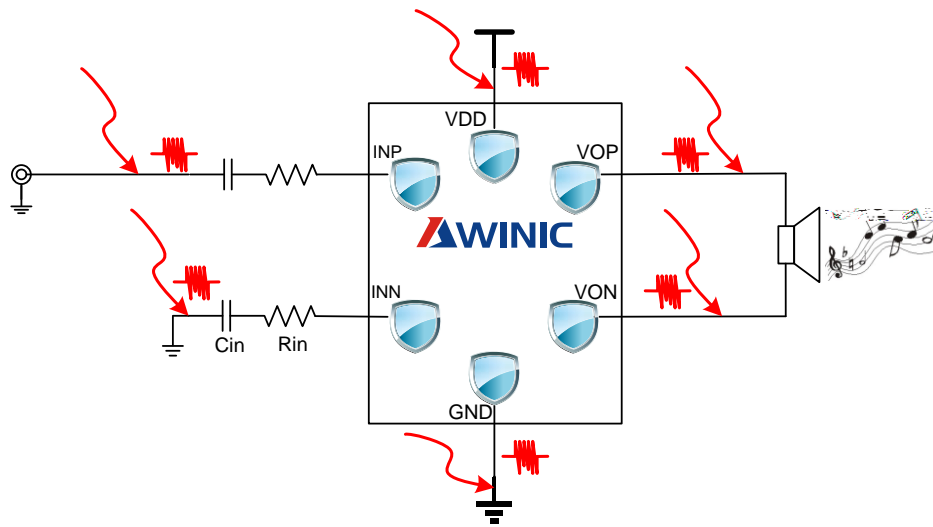 VDD
INP
VOP
AWINIC
INN
VON
Cin
Rin
GND